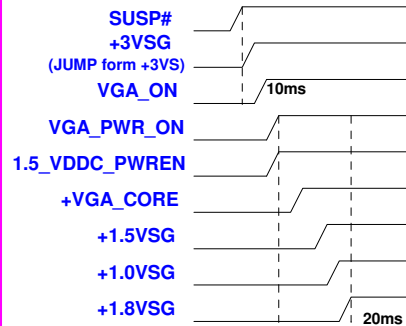 SUSP#
+3VSG
(JUMP form +3VS)
VGA_ON
10ms
VGA_PWR_ON
1.5_VDDC_PWREN
+VGA_CORE
+1.5VSG
+1.0VSG
+1.8VSG
20ms